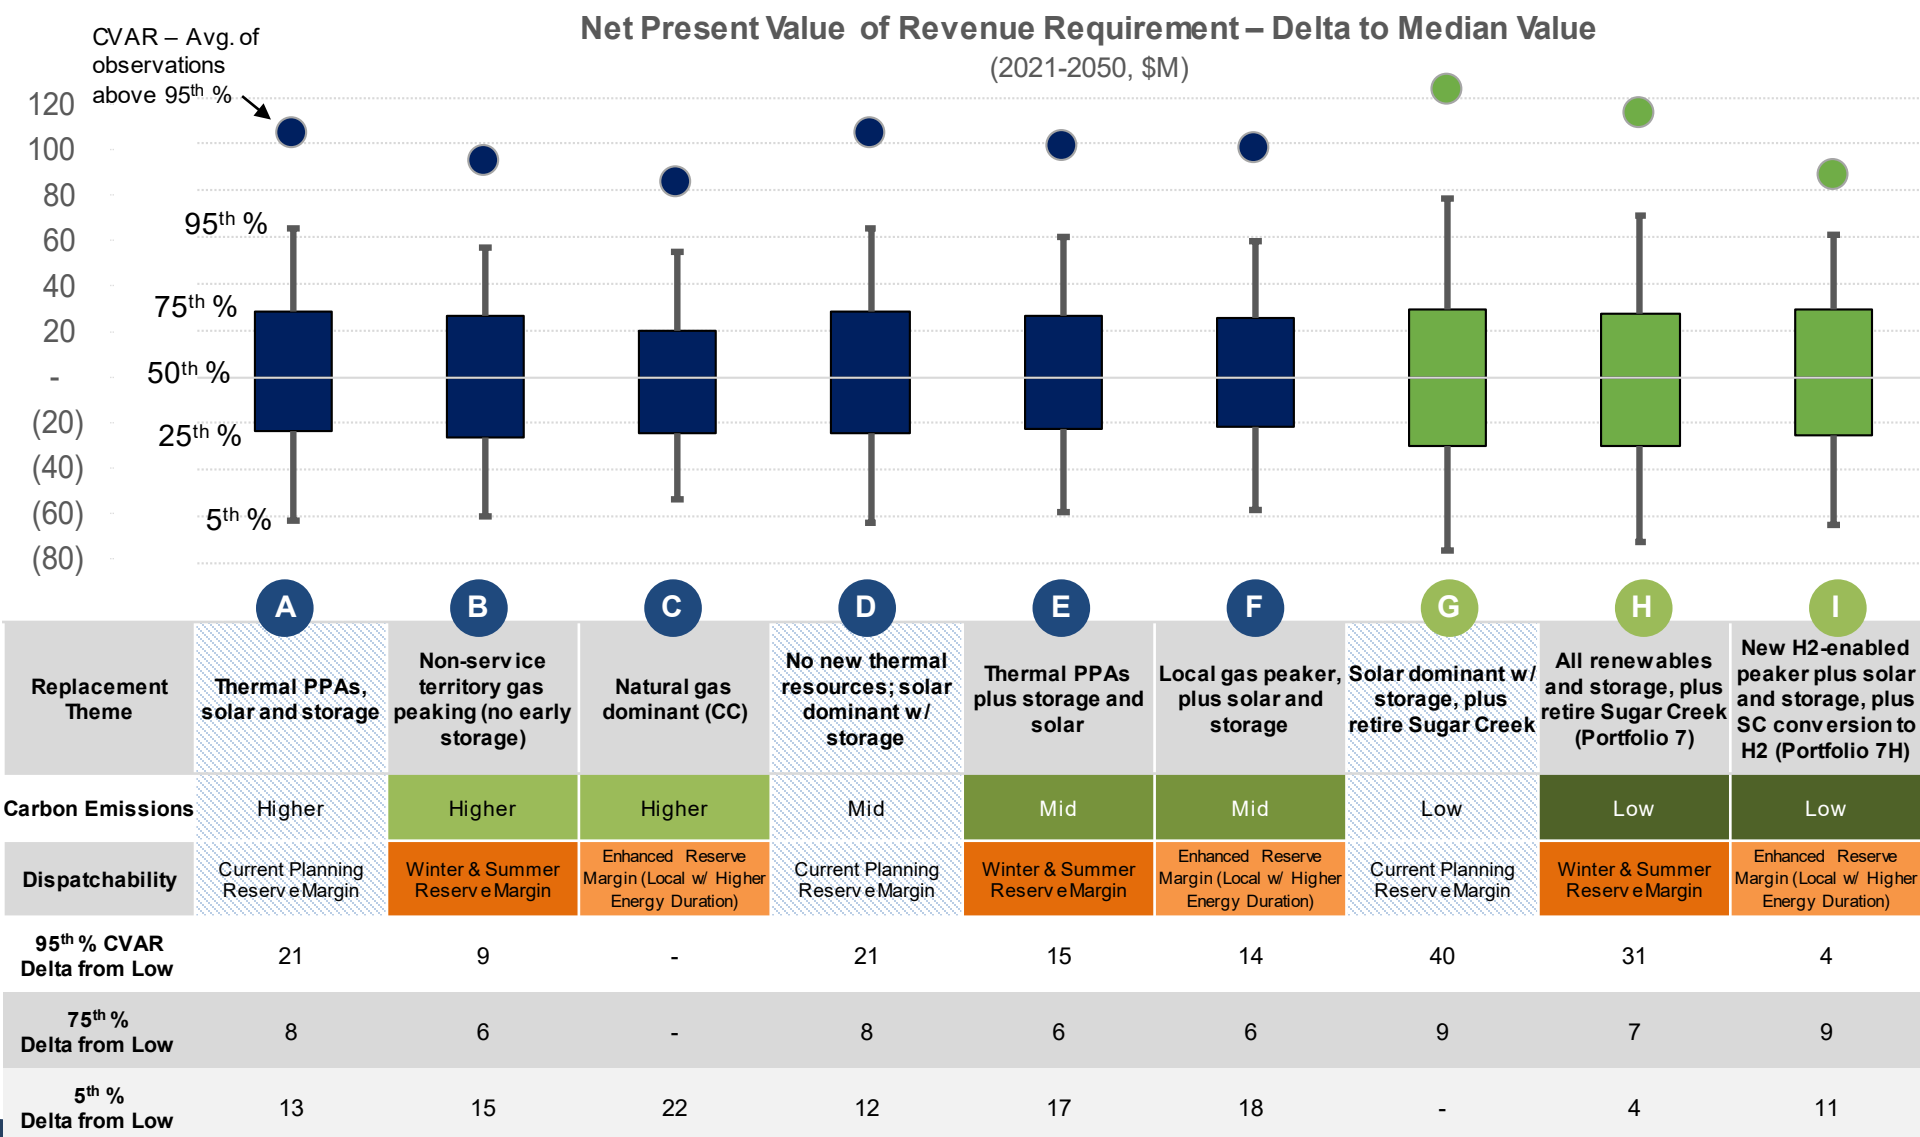 Net Present Value of Revenue Requirement – Delta to Median Value
(2021-2050, $M)
CVAR – Avg. of
observations
above 95th %
120
100
80
60
40
20
-
(20)
(40)
(60)
(80)
95th %
75th %
50th %
25th %
5th %
A
B
C
D
E
F
G
H
I
Replacement
Theme
Thermal PPAs,
solar and storage
Non-service
territory gas
peaking (no early
storage)
Natural gas
dominant (CC)
No new thermal
resources; solar
dominant w/
storage
Thermal PPAs
plus storage and
solar
Local gas peaker,
plus solar and
storage
Solar dominant w/
storage, plus
retire Sugar Creek
All renewables
and storage, plus
retire Sugar Creek
(Portfolio 7)
New H2-enabled
peaker plus solar
and storage, plus
SC conversion to
H2 (Portfolio 7H)
Carbon Emissions
Higher
Higher
Higher
Mid
Mid
Mid
Low
Low
Low
Dispatchability
Current Planning
Reserve Margin
Winter & Summer
Reserve Margin
Enhanced Reserve
Margin (Local w/ Higher
Energy Duration)
Current Planning
Reserve Margin
Winter & Summer
Reserve Margin
Enhanced Reserve
Margin (Local w/ Higher
Energy Duration)
Current Planning
Reserve Margin
Winter & Summer
Reserve Margin
Enhanced Reserve
Margin (Local w/ Higher
Energy Duration)
95th % CVAR
Delta from Low
21
9
-
21
15
14
40
31
4
75th %
Delta from Low
8
6
-
8
6
6
9
7
9
5th %
Delta from Low
13
15
22
12
17
18
-
4
11